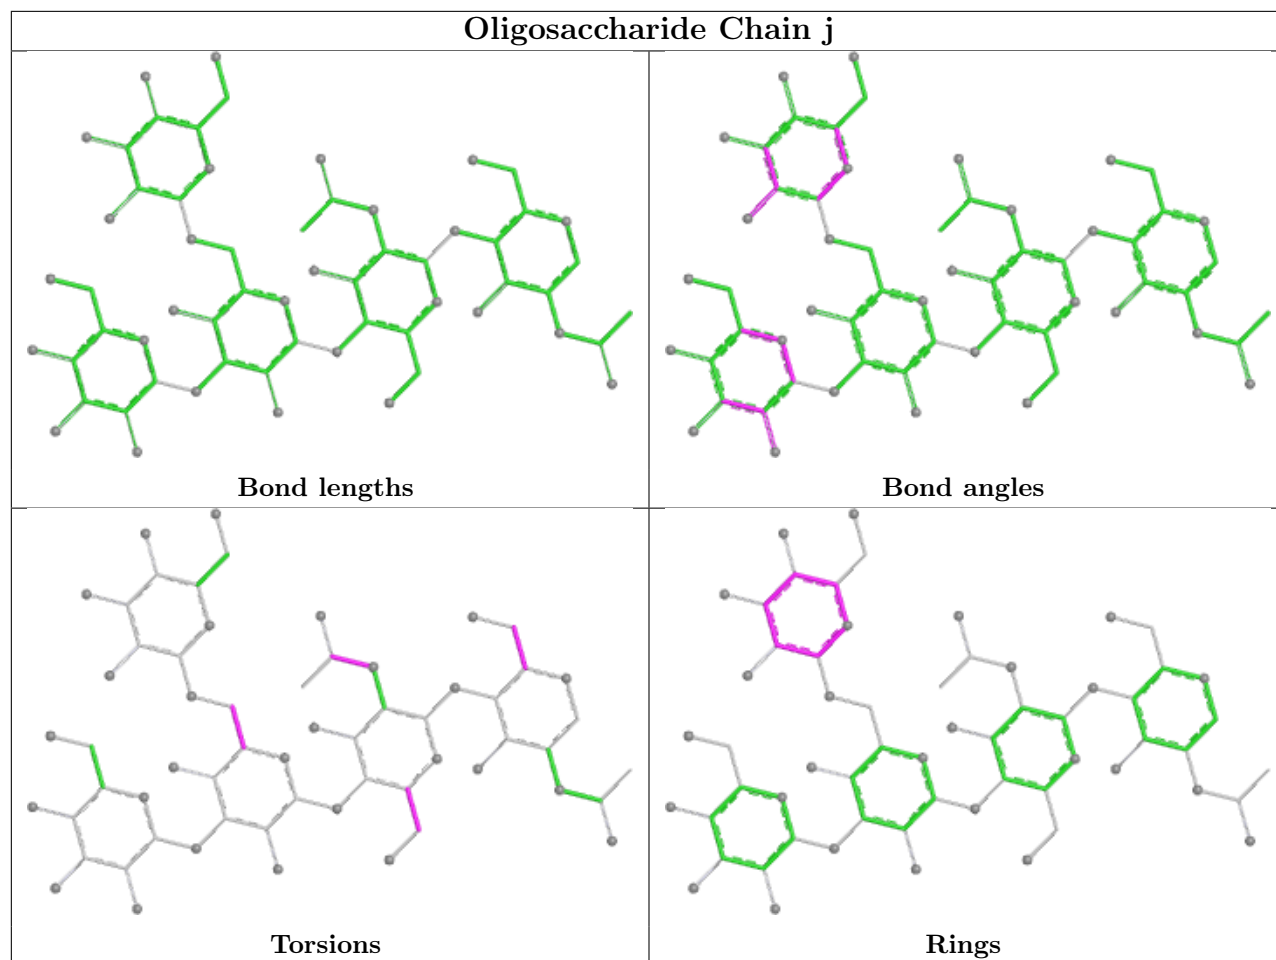 Oligosaccharide Chain j
Bond lengths
Bond angles
Torsions
Rings